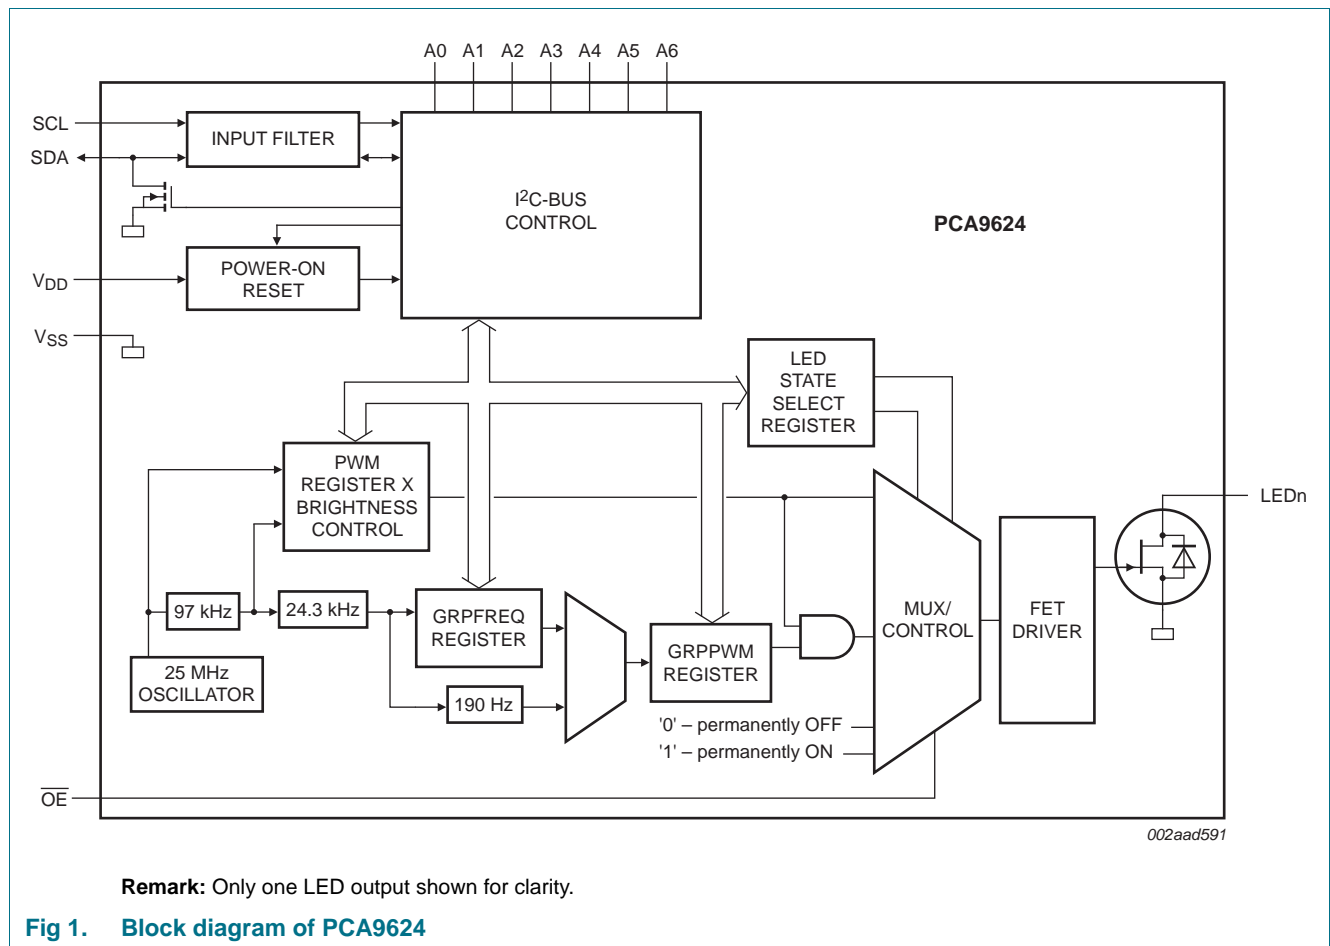 A0 A1 A2 A3 A4 A5 A6
SCL
SDA
INPUT FILTER
I²C-BUS
CONTROL
PCA9624
VDD
POWER-ON
RESET
VSS
LED
STATE
SELECT
REGISTER
PWM
REGISTER X
BRIGHTNESS
CONTROL
LEDn
97 kHz
24.3 kHz
GRPFREQ
REGISTER
MUX/
CONTROL
FET
DRIVER
25 MHz
OSCILLATOR
190 Hz
GRPPWM
REGISTER
'0' – permanently OFF
'1' – permanently ON
OE
002aad591
Remark: Only one LED output shown for clarity.
Fig 1. Block diagram of PCA9624